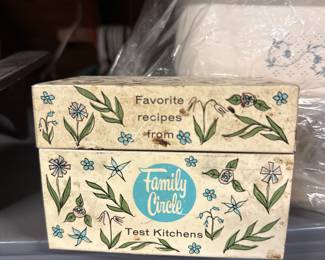 Favorite
recipes
from
Family
Circle
Test Kitchens